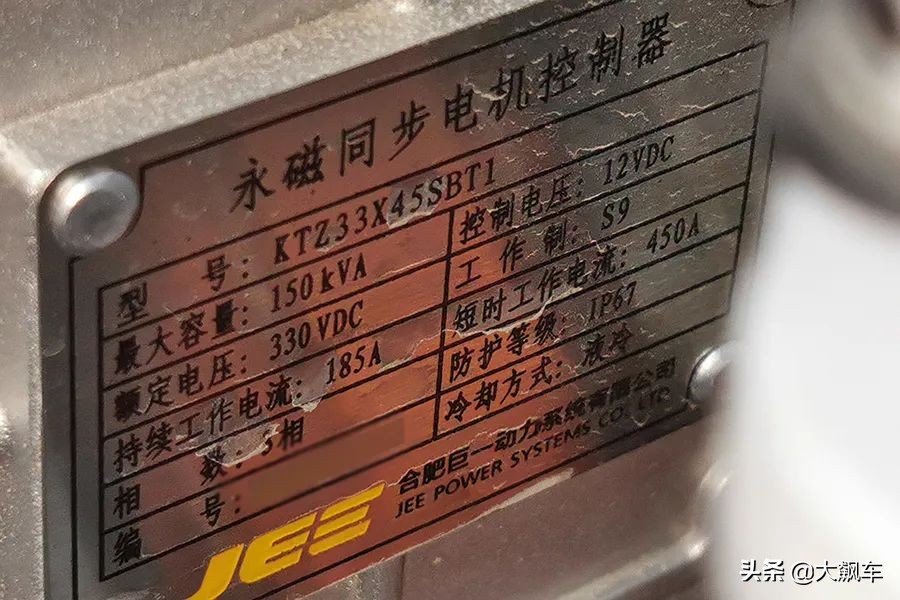 永磁同步电机控制器
型 号: KTZ33X45SBT1
控制电压: 12VDC
最大容量: 150kVA
工 作 制: S9
额定电压: 330VDC
短时工作电流: 450A
持续工作电流: 185A
防护等级: IP67
相 数: 3相
冷却方式: 液冷
编 号:
JEE
合肥巨一动力系统有限公司
JEE POWER SYSTEMS CO. LTD
头条 @大飙车